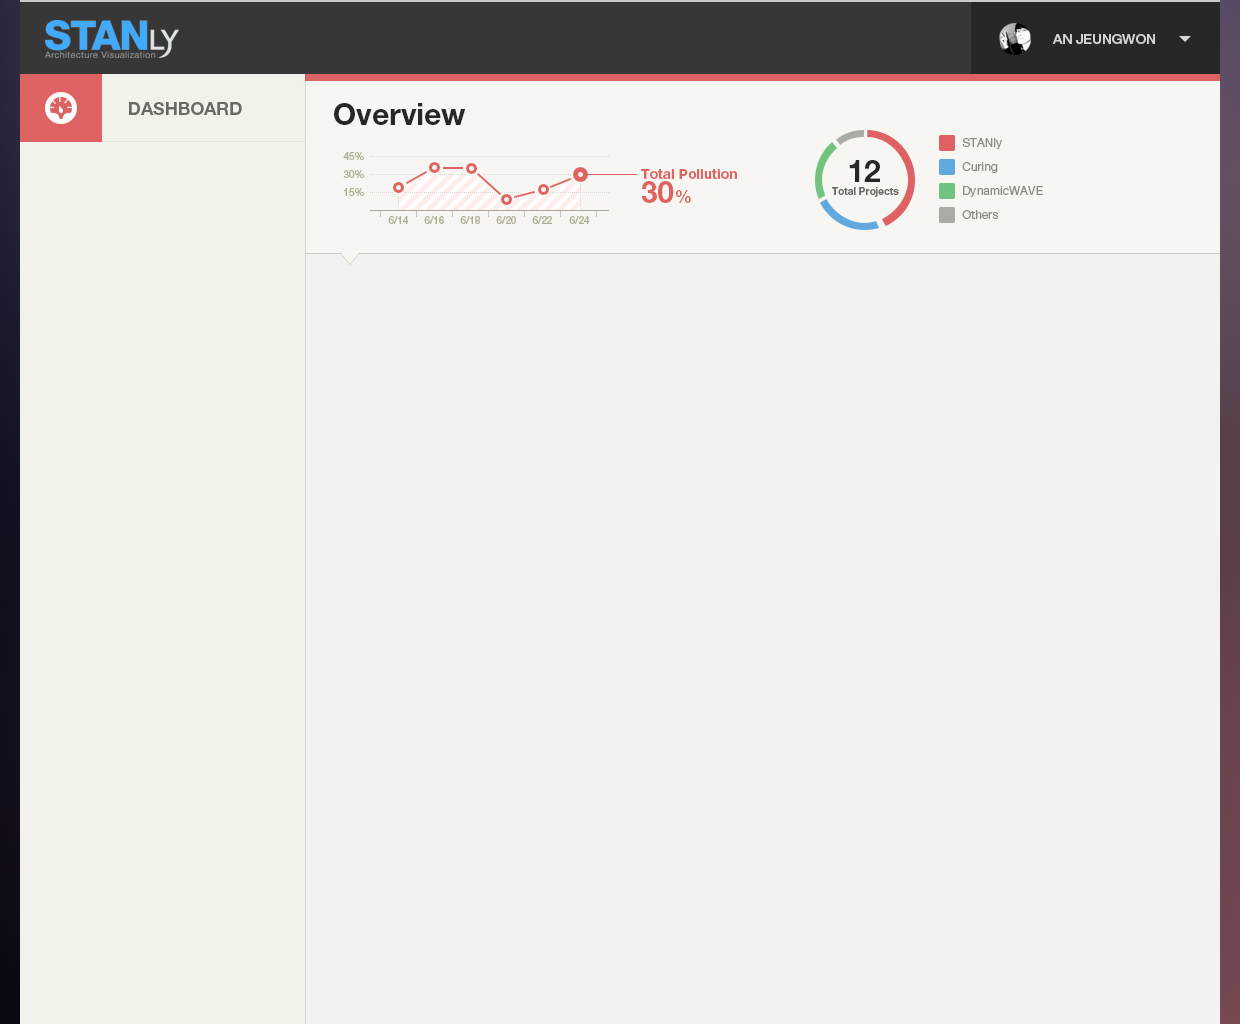 STANLY
Architecture Visualization
AN JEUNGWON
DASHBOARD
Overview
45%
30%
15%
6/14 6/16 6/18 6/20 6/22 6/24
Total Pollution
30%
12
Total Projects
STANly
Curing
DynamicWAVE
Others